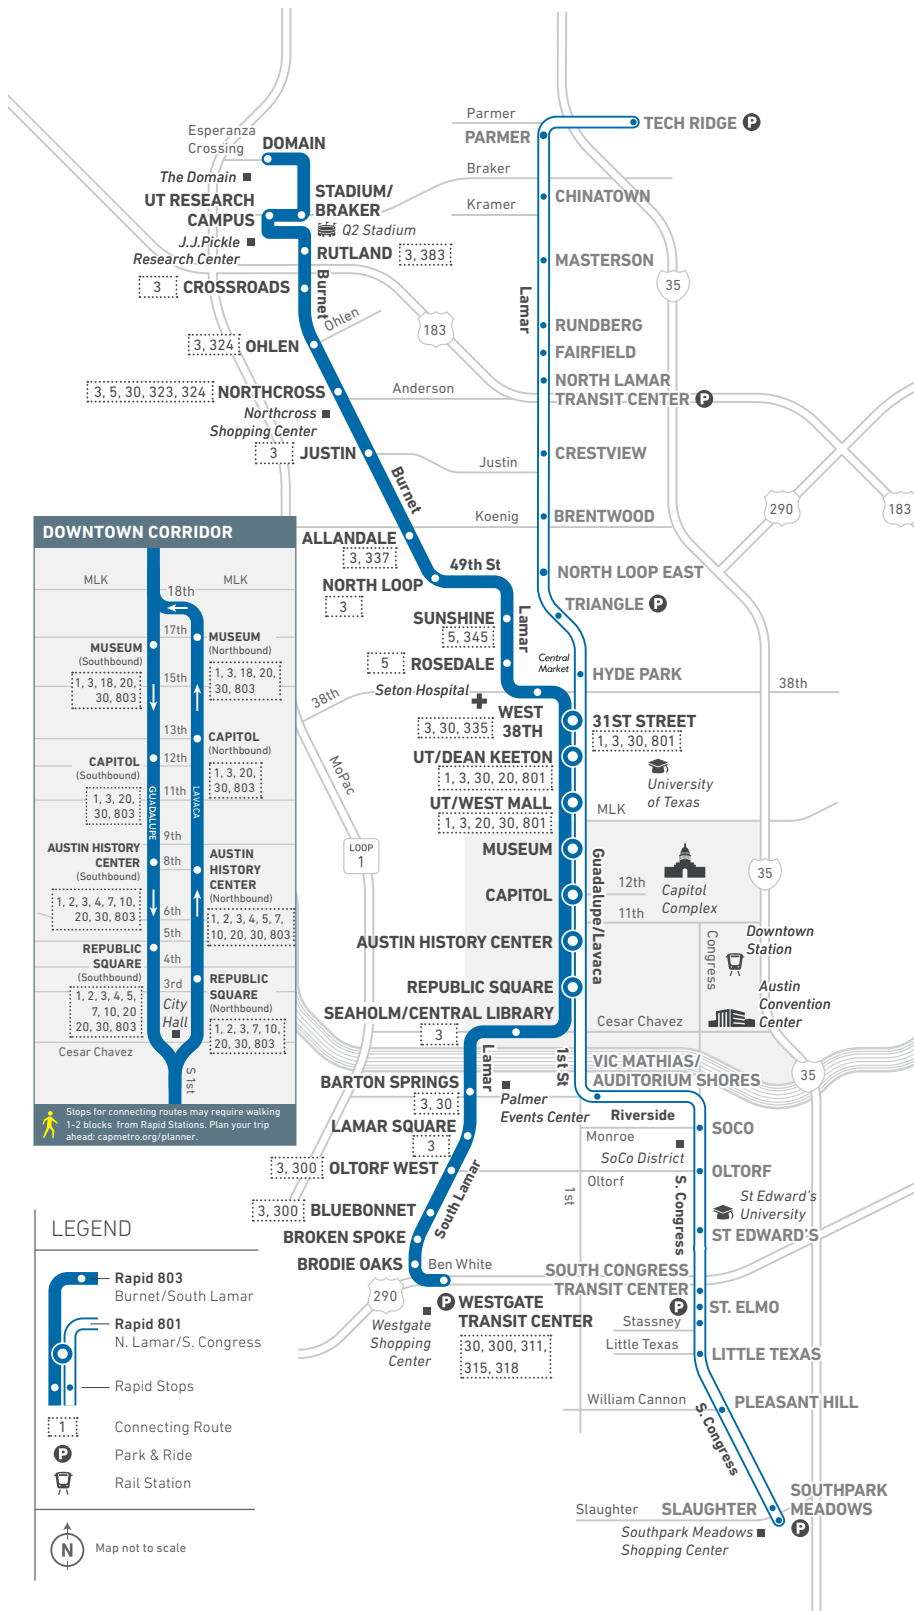 Parmer
TECH RIDGE P
PARMER
Esperanza
Crossing
DOMAIN
The Domain
Braker
STADIUM/
BRAKER
UT RESEARCH
CAMPUS
CHINATOWN
Kramer
Q2 Stadium
J.J.Pickle
Research Center
RUTLAND
3, 383
MASTERSON
3
CROSSROADS
Burnet
35
Lamar
Ohlen
183
RUNDBERG
3, 324
OHLEN
FAIRFIELD
NORTH LAMAR
TRANSIT CENTER P
3, 5, 30, 323, 324
NORTHCROSS
Anderson
Northcross
Shopping Center
3
JUSTIN
Justin
CRESTVIEW
Burnet
290
183
Koenig
BRENTWOOD
ALLANDALE
3, 337
49th St
NORTH LOOP
3
NORTH LOOP EAST
SUNSHINE
5, 345
Lamar
TRIANGLE P
5
ROSEDALE
Central
Market
HYDE PARK
Seton Hospital
38th
38th
WEST
38TH
3, 30, 335
31ST STREET
1, 3, 30, 801
UT/DEAN KEETON
1, 3, 30, 20, 801
University
of Texas
MoPac
UT/WEST MALL
1, 3, 20, 30, 801
MLK
LOOP
1
MUSEUM
Guadalupe/Lavaca
35
CAPITOL
12th
Capitol
Complex
11th
AUSTIN HISTORY CENTER
Congress
Downtown
Station
REPUBLIC SQUARE
Austin
Convention
Center
SEAHOLM/CENTRAL LIBRARY
3
Cesar Chavez
Lamar
1st St
VIC MATHIAS/
AUDITORIUM SHORES
35
BARTON SPRINGS
3, 30
Palmer
Events Center
Riverside
LAMAR SQUARE
3
Monroe
SOCO
SoCo District
3, 300
OLTORF WEST
OLTORF
Oltorf
1st
S. Congress
South Lamar
3, 300
BLUEBONNET
St Edward's
University
BROKEN SPOKE
ST EDWARD'S
BRODIE OAKS
Ben White
SOUTH CONGRESS
TRANSIT CENTER
290
P
WESTGATE
TRANSIT CENTER
P
ST. ELMO
Westgate
Shopping
Center
Stassney
30, 300, 311,
315, 318
Little Texas
LITTLE TEXAS
William Cannon
PLEASANT HILL
S. Congress
SOUTHPARK
MEADOWS
Slaughter
SLAUGHTER
P
Southpark Meadows
Shopping Center
DOWNTOWN CORRIDOR
MLK
MLK
18th
17th
MUSEUM
(Southbound)
1, 3, 18, 20,
30, 803
MUSEUM
(Northbound)
1, 3, 18, 20,
30, 803
15th
13th
CAPITOL
(Southbound)
1, 3, 20,
30, 803
CAPITOL
(Northbound)
1, 3, 20,
30, 803
12th
11th
GUADALUPE
LAVACA
9th
AUSTIN HISTORY
CENTER
(Southbound)
1, 2, 3, 4, 7, 10,
20, 30, 803
8th
AUSTIN
HISTORY
CENTER
(Northbound)
1, 2, 3, 4, 5, 7,
10, 20, 30, 803
6th
5th
4th
REPUBLIC
SQUARE
(Southbound)
1, 2, 3, 4, 5,
7, 10, 20
20, 30, 803
3rd
City
Hall
REPUBLIC
SQUARE
(Northbound)
1, 2, 3, 7, 10,
20, 30, 803
Cesar Chavez
S 1st
Stops for connecting routes may require walking
1-2 blocks from Rapid Stations. Plan your trip
ahead: capmetro.org/planner.
LEGEND
Rapid 803
Burnet/South Lamar
Rapid 801
N. Lamar/S. Congress
Rapid Stops
1
Connecting Route
P
Park & Ride
Rail Station
N
Map not to scale